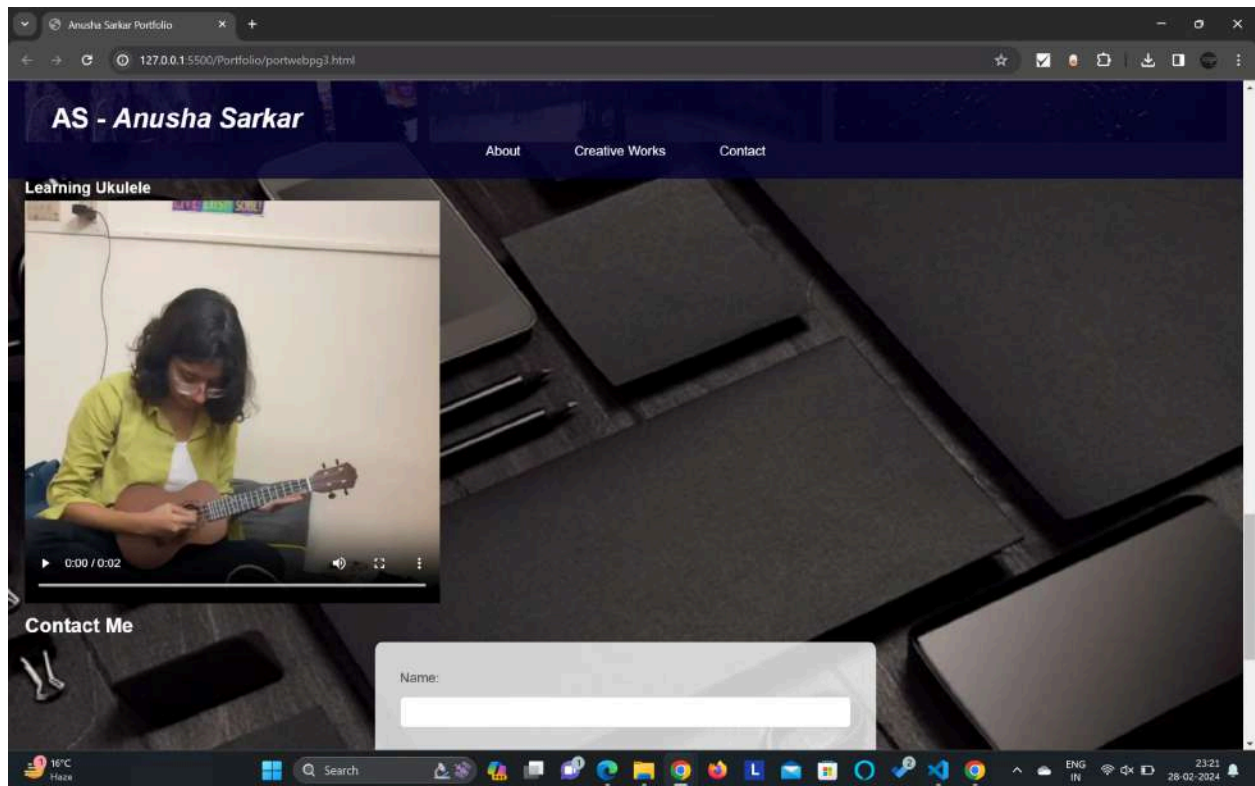 Anusha Sarkar Portfolio
127.0.0.1:5500/Portfolio/portwebpg3.html
AS - Anusha Sarkar
About Creative Works Contact
Learning Ukulele
0:00 / 0:02
Contact Me
Name:
16°C
Haze
Search
ENG
IN
23:21
28-02-2024